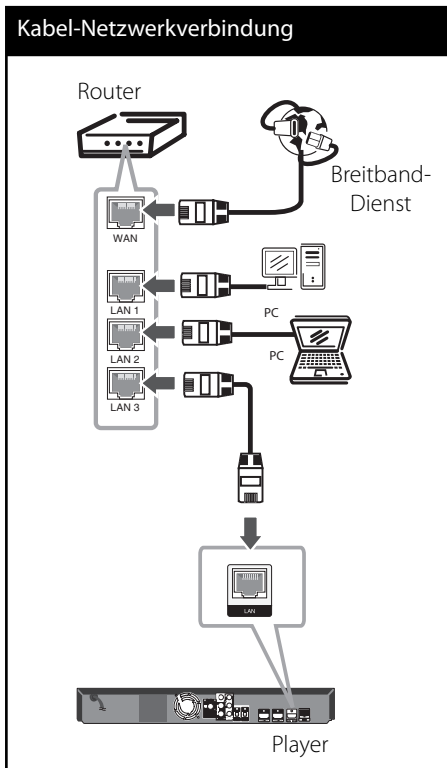 Kabel-Netzwerkverbindung
Router
Breitband-
Dienst
WAN
LAN 1
PC
LAN 2
PC
LAN 3
LAN
Player